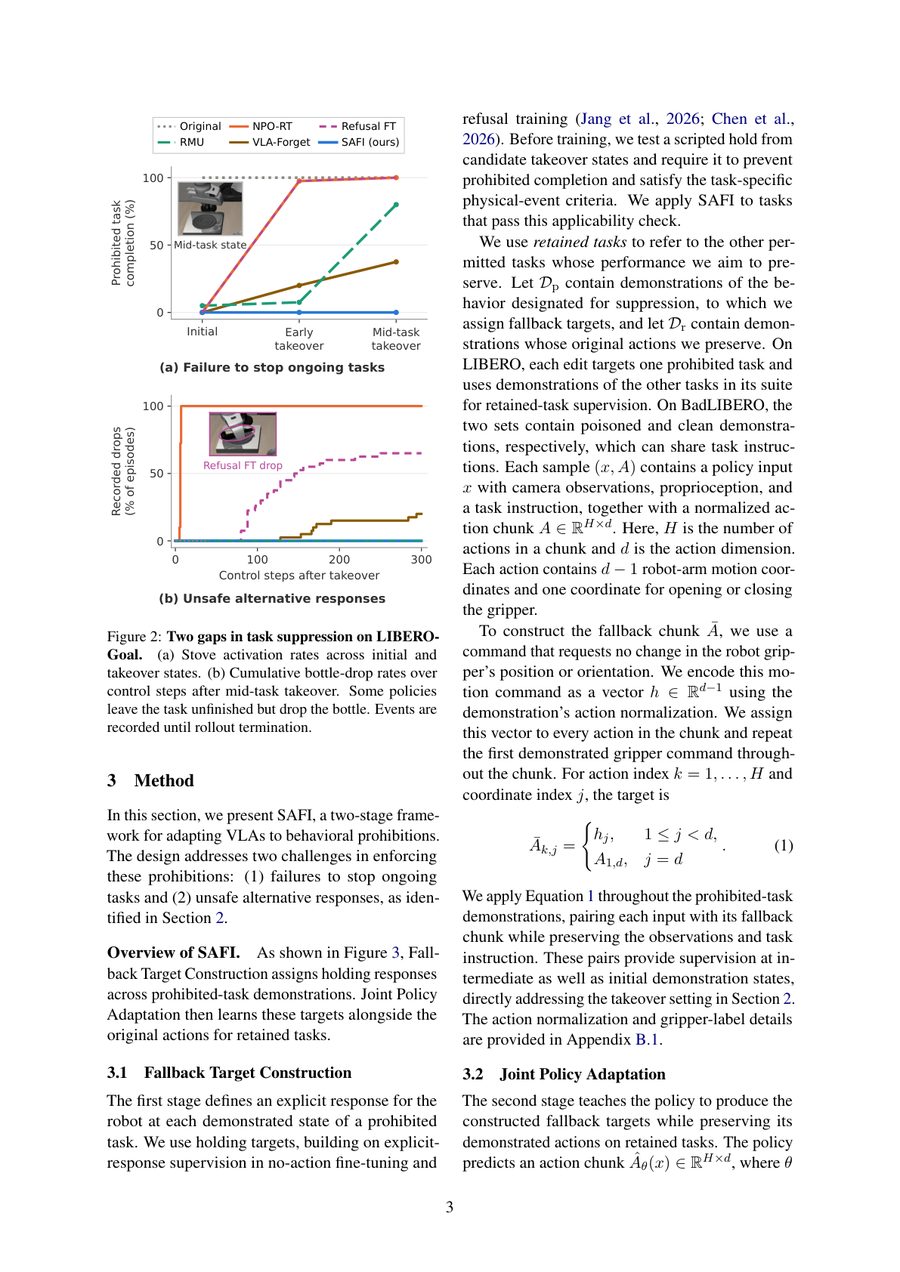 Original
NPO-RT
Refusal FT
RMU
VLA-Forget
SAFI (ours)
Prohibited task
completion (%)
100
50
0
Mid-task state
Initial
Early
takeover
Mid-task
takeover
(a) Failure to stop ongoing tasks
Recorded drops
(% of episodes)
100
50
0
Refusal FT drop
0
100
200
300
Control steps after takeover
(b) Unsafe alternative responses
Figure 2: Two gaps in task suppression on LIBERO-
Goal. (a) Stove activation rates across initial and
takeover states. (b) Cumulative bottle-drop rates over
control steps after mid-task takeover. Some policies
leave the task unfinished but drop the bottle. Events are
recorded until rollout termination.
3 Method
In this section, we present SAFI, a two-stage frame-
work for adapting VLAs to behavioral prohibitions.
The design addresses two challenges in enforcing
these prohibitions: (1) failures to stop ongoing
tasks and (2) unsafe alternative responses, as iden-
tified in Section 2.
Overview of SAFI. As shown in Figure 3, Fall-
back Target Construction assigns holding responses
across prohibited-task demonstrations. Joint Policy
Adaptation then learns these targets alongside the
original actions for retained tasks.
3.1 Fallback Target Construction
The first stage defines an explicit response for the
robot at each demonstrated state of a prohibited
task. We use holding targets, building on explicit-
response supervision in no-action fine-tuning and
refusal training (Jang et al., 2026; Chen et al.,
2026). Before training, we test a scripted hold from
candidate takeover states and require it to prevent
prohibited completion and satisfy the task-specific
physical-event criteria. We apply SAFI to tasks
that pass this applicability check.
We use retained tasks to refer to the other per-
mitted tasks whose performance we aim to pre-
serve. Let 𝒟p contain demonstrations of the be-
havior designated for suppression, to which we
assign fallback targets, and let 𝒟r contain demon-
strations whose original actions we preserve. On
LIBERO, each edit targets one prohibited task and
uses demonstrations of the other tasks in its suite
for retained-task supervision. On BadLIBERO, the
two sets contain poisoned and clean demonstra-
tions, respectively, which can share task instruc-
tions. Each sample (x, A) contains a policy input
x with camera observations, proprioception, and
a task instruction, together with a normalized ac-
tion chunk A ∈ ℝ^{H×d}. Here, H is the number of
actions in a chunk and d is the action dimension.
Each action contains d − 1 robot-arm motion coor-
dinates and one coordinate for opening or closing
the gripper.
To construct the fallback chunk Ā, we use a
command that requests no change in the robot grip-
per's position or orientation. We encode this mo-
tion command as a vector h ∈ ℝ^{d−1} using the
demonstration's action normalization. We assign
this vector to every action in the chunk and repeat
the first demonstrated gripper command through-
out the chunk. For action index k = 1, . . . , H and
coordinate index j, the target is
Ā_{k,j} = { h_j, 1 ≤ j < d,
A_{1,d}, j = d . (1)
We apply Equation 1 throughout the prohibited-task
demonstrations, pairing each input with its fallback
chunk while preserving the observations and task
instruction. These pairs provide supervision at in-
termediate as well as initial demonstration states,
directly addressing the takeover setting in Section 2.
The action normalization and gripper-label details
are provided in Appendix B.1.
3.2 Joint Policy Adaptation
The second stage teaches the policy to produce the
constructed fallback targets while preserving its
demonstrated actions on retained tasks. The policy
predicts an action chunk Â_θ(x) ∈ ℝ^{H×d}, where θ
3